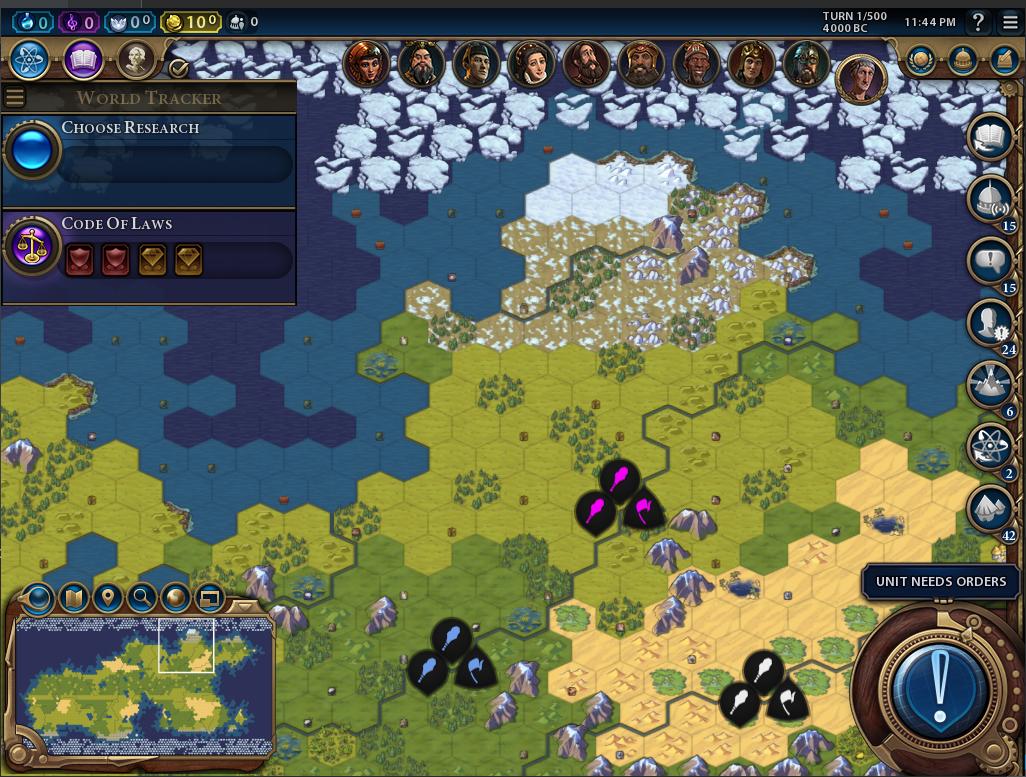 0 0 0⁰ 10⁰ 0
TURN 1/500
4000 BC
11:44 PM
?
WORLD TRACKER
CHOOSE RESEARCH
CODE OF LAWS
15
15
24
6
2
42
UNIT NEEDS ORDERS